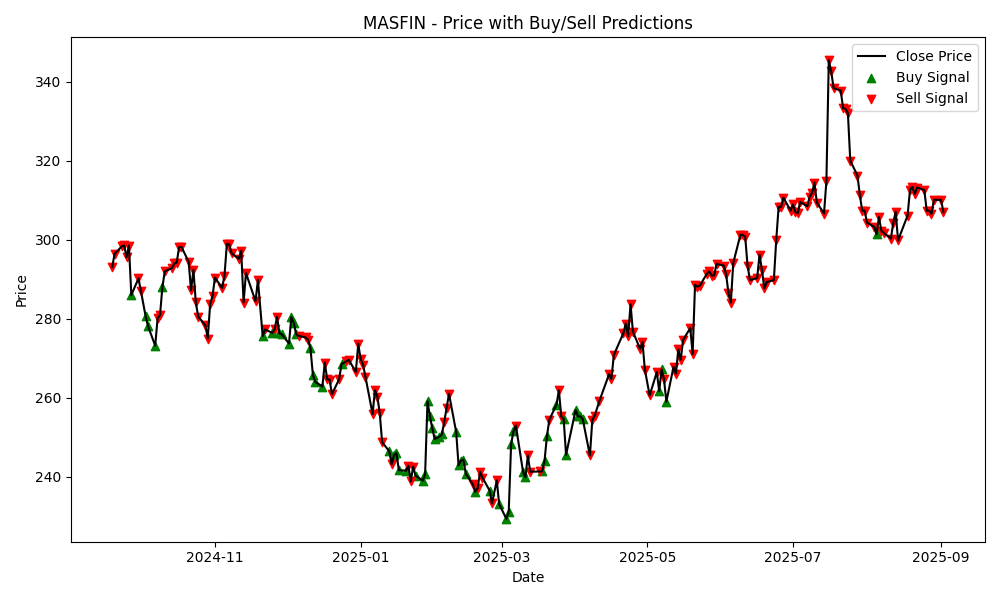 MASFIN - Price with Buy/Sell Predictions
Close Price
Buy Signal
Sell Signal
340
320
300
280
260
240
Price
2024-11
2025-01
2025-03
2025-05
2025-07
2025-09
Date